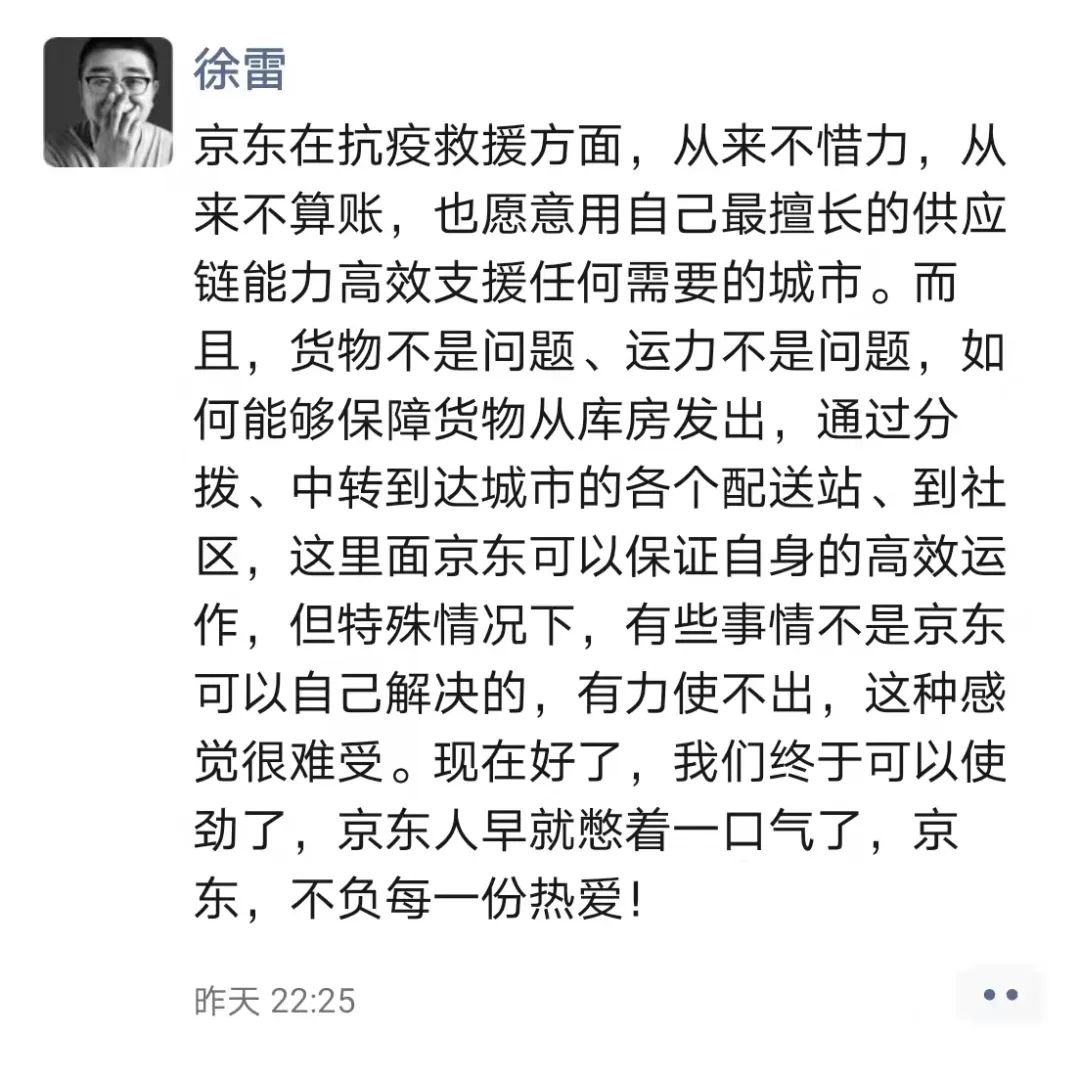 徐雷
京东在抗疫救援方面，从来不惜力，从
来不算账，也愿意用自己最擅长的供应
链能力高效支援任何需要的城市。而
且，货物不是问题、运力不是问题，如
何能够保障货物从库房发出，通过分
拨、中转到达城市的各个配送站、到社
区，这里面京东可以保证自身的高效运
作，但特殊情况下，有些事情不是京东
可以自己解决的，有力使不出，这种感
觉很难受。现在好了，我们终于可以使
劲了，京东人早就憋着一口气了，京
东，不负每一份热爱！
昨天 22:25